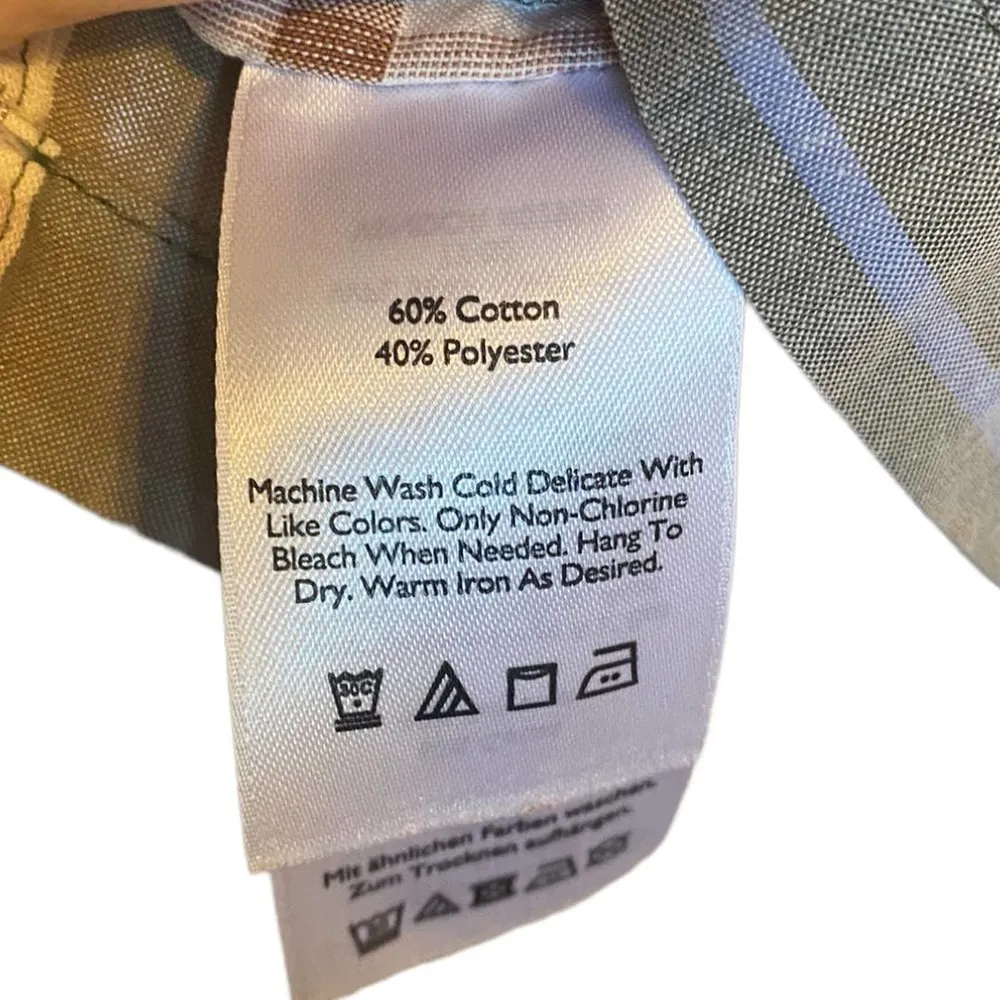 60% Cotton
40% Polyester
Machine Wash Cold Delicate With
Like Colors. Only Non-Chlorine
Bleach When Needed. Hang To
Dry. Warm Iron As Desired.
30C
Mit ähnlichen Farben waschen.
Zum Trocknen aufhängen.